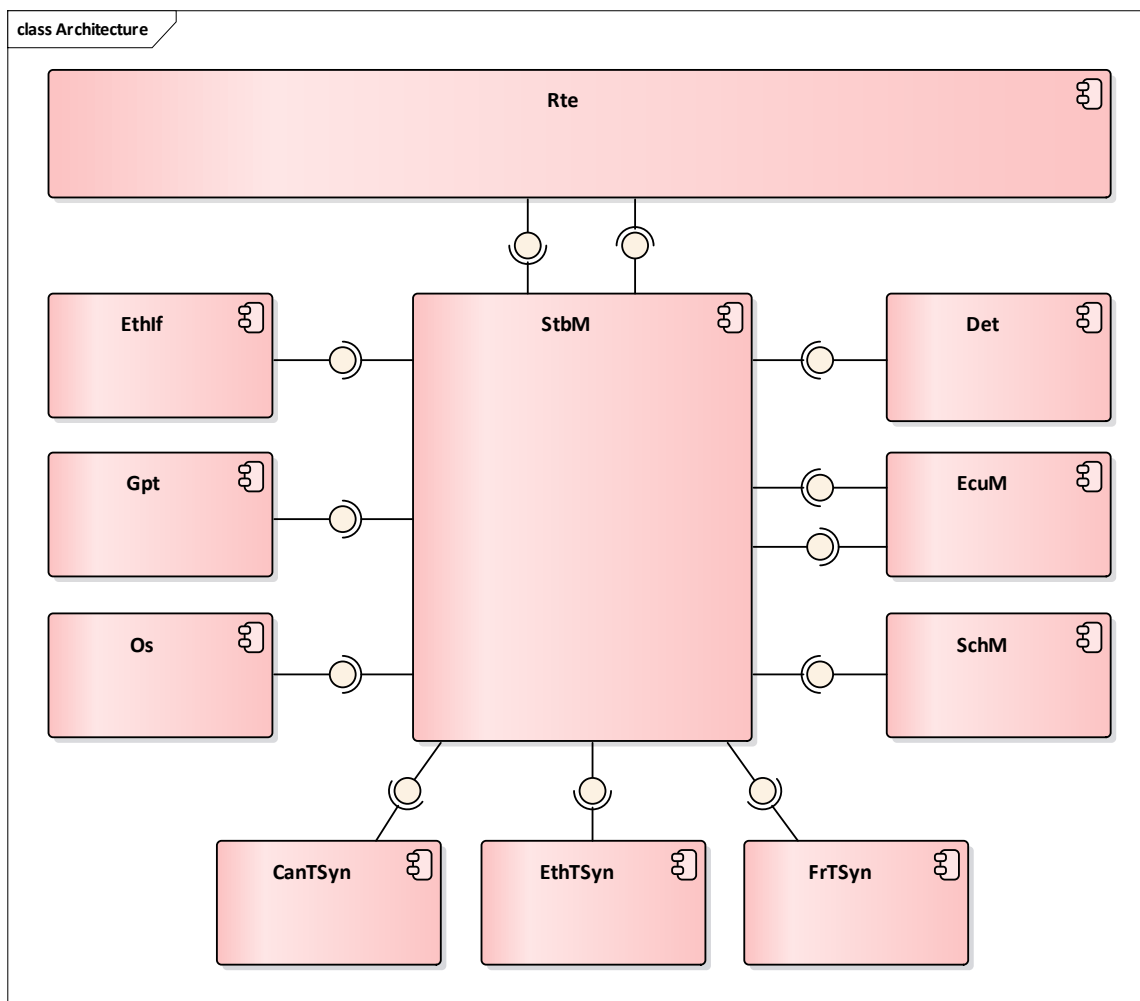 class Architecture
Rte
EthIf
StbM
Det
Gpt
EcuM
Os
SchM
CanTSyn
EthTSyn
FrTSyn